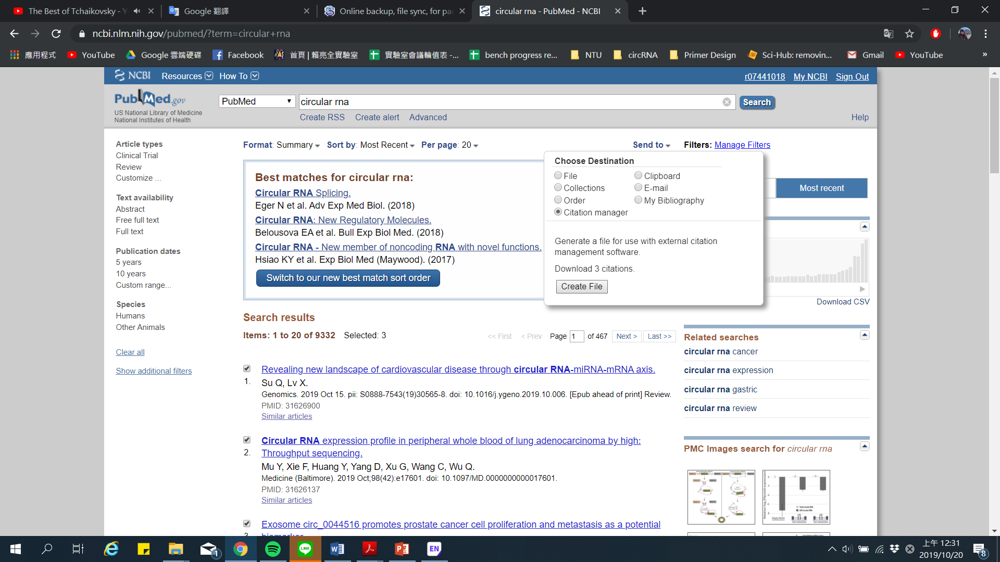 The Best of Tchaikovsky - Y
Google 翻譯
Online backup, file sync, for pa
circular rna - PubMed - NCBI
ncbi.nlm.nih.gov/pubmed/?term=circular+rna
應用程式
YouTube
Google 雲端硬碟
Facebook
首頁 | 賴亮全實驗室
實驗室會議輪值表 -...
bench progress re...
NTU
circRNA
Primer Design
Sci-Hub: removin...
Gmail
YouTube
»
NCBI Resources How To
r07441018 My NCBI Sign Out
PubMed.gov
US National Library of Medicine
National Institutes of Health
PubMed
circular rna
Search
Create RSS Create alert Advanced
Help
Article types
Clinical Trial
Review
Customize ...
Text availability
Abstract
Free full text
Full text
Publication dates
5 years
10 years
Custom range...
Species
Humans
Other Animals
Clear all
Show additional filters
Format: Summary Sort by: Most Recent Per page: 20
Send to
Filters: Manage Filters
Best matches for circular rna:
Circular RNA Splicing.
Eger N et al. Adv Exp Med Biol. (2018)
Circular RNA: New Regulatory Molecules.
Belousova EA et al. Bull Exp Biol Med. (2018)
Circular RNA - New member of noncoding RNA with novel functions.
Hsiao KY et al. Exp Biol Med (Maywood). (2017)
Switch to our new best match sort order
Choose Destination
File Clipboard
Collections E-mail
Order My Bibliography
Citation manager
Generate a file for use with external citation
management software.
Download 3 citations.
Create File
Most recent
Download CSV
Search results
Items: 1 to 20 of 9332 Selected: 3
<< First < Prev Page 1 of 467 Next > Last >>
1.
Revealing new landscape of cardiovascular disease through circular RNA-miRNA-mRNA axis.
Su Q, Lv X.
Genomics. 2019 Oct 15. pii: S0888-7543(19)30565-8. doi: 10.1016/j.ygeno.2019.10.006. [Epub ahead of print] Review.
PMID: 31626900
Similar articles
2.
Circular RNA expression profile in peripheral whole blood of lung adenocarcinoma by high:
Throughput sequencing.
Mu Y, Xie F, Huang Y, Yang D, Xu G, Wang C, Wu Q.
Medicine (Baltimore). 2019 Oct;98(42):e17601. doi: 10.1097/MD.0000000000017601.
PMID: 31626137
Similar articles
3.
Exosome circ_0044516 promotes prostate cancer cell proliferation and metastasis as a potential
biomarker.
Related searches
circular rna cancer
circular rna expression
circular rna gastric
circular rna review
PMC Images search for circular rna
1
LINE
EN
上午 12:31
2019/10/20
8